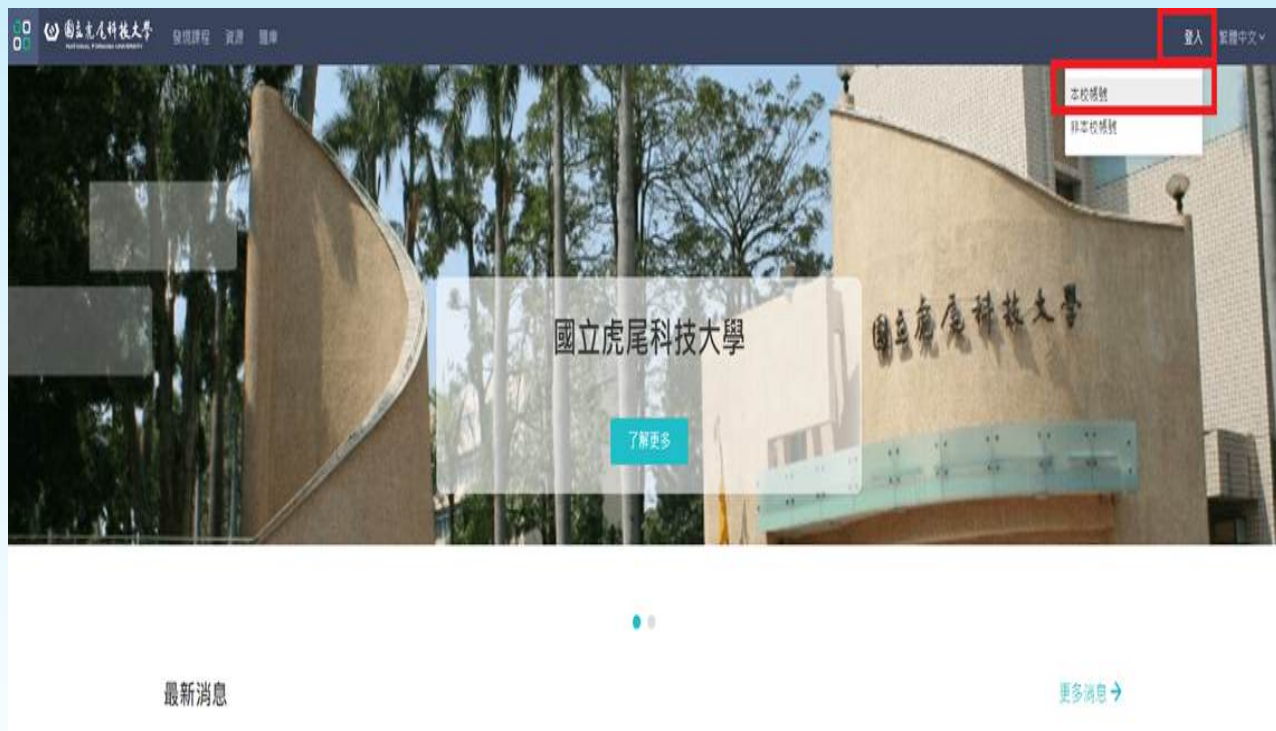 國立虎尾科技大學 發現課程 資源 題庫 登入 繁體中文
NATIONAL FORMOSA UNIVERSITY
本校帳號
非本校帳號
國立虎尾科技大學
國立虎尾科技大學
了解更多
最新消息 更多消息